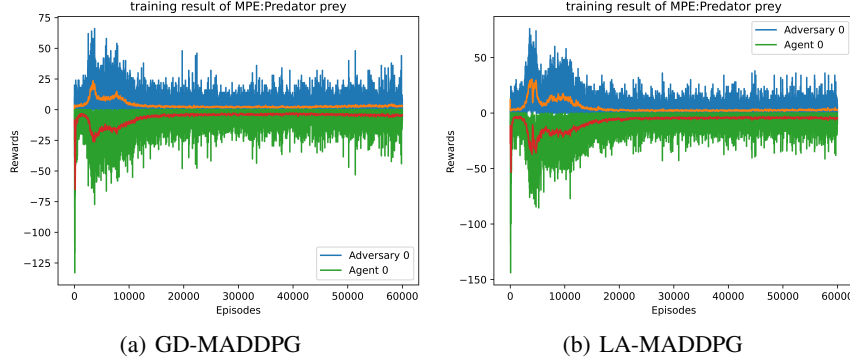 training result of MPE:Predator prey
75
50
25
0
−25
−50
−75
−100
−125
Rewards
Adversary 0
Agent 0
0 10000 20000 30000 40000 50000 60000
Episodes
(a) GD-MADDPG
training result of MPE:Predator prey
50
0
−50
−100
−150
Rewards
Adversary 0
Agent 0
0 10000 20000 30000 40000 50000 60000
Episodes
(b) LA-MADDPG